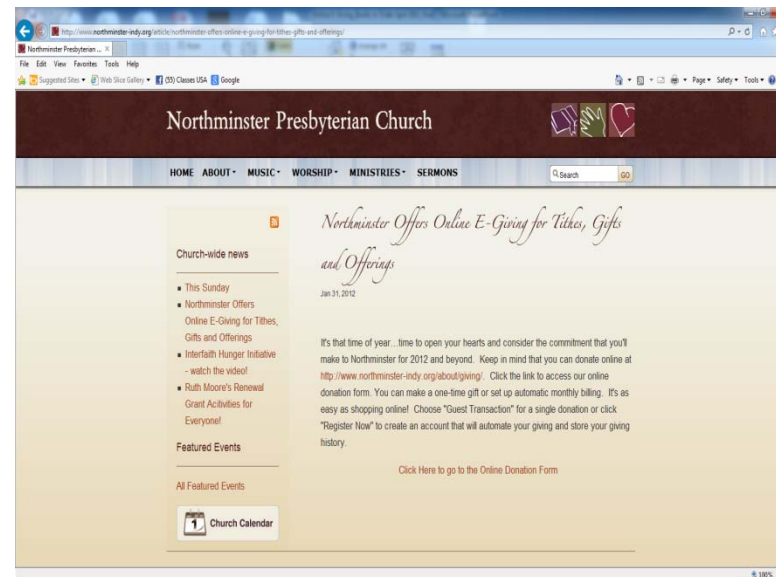 http://www.northminster-indy.org/article/northminster-offers-online-e-giving-for-tithes-gifts-and-offerings/
Northminster Presbyterian ... ×
File Edit View Favorites Tools Help
Suggested Sites Web Slice Gallery (55) Classes USA Google
Page Safety Tools
Northminster Presbyterian Church
HOME ABOUT MUSIC WORSHIP MINISTRIES SERMONS
Search GO
Church-wide news
This Sunday
Northminster Offers
Online E-Giving for Tithes,
Gifts and Offerings
Interfaith Hunger Initiative
- watch the video!
Ruth Moore's Renewal
Grant Acitivities for
Everyone!
Featured Events
All Featured Events
1 Church Calendar
Northminster Offers Online E-Giving for Tithes, Gifts
and Offerings
Jan 31, 2012
It's that time of year…time to open your hearts and consider the commitment that you'll
make to Northminster for 2012 and beyond. Keep in mind that you can donate online at
http://www.northminster-indy.org/about/giving/. Click the link to access our online
donation form. You can make a one-time gift or set up automatic monthly billing. It's as
easy as shopping online! Choose "Guest Transaction" for a single donation or click
"Register Now" to create an account that will automate your giving and store your giving
history.
Click Here to go to the Online Donation Form
100%